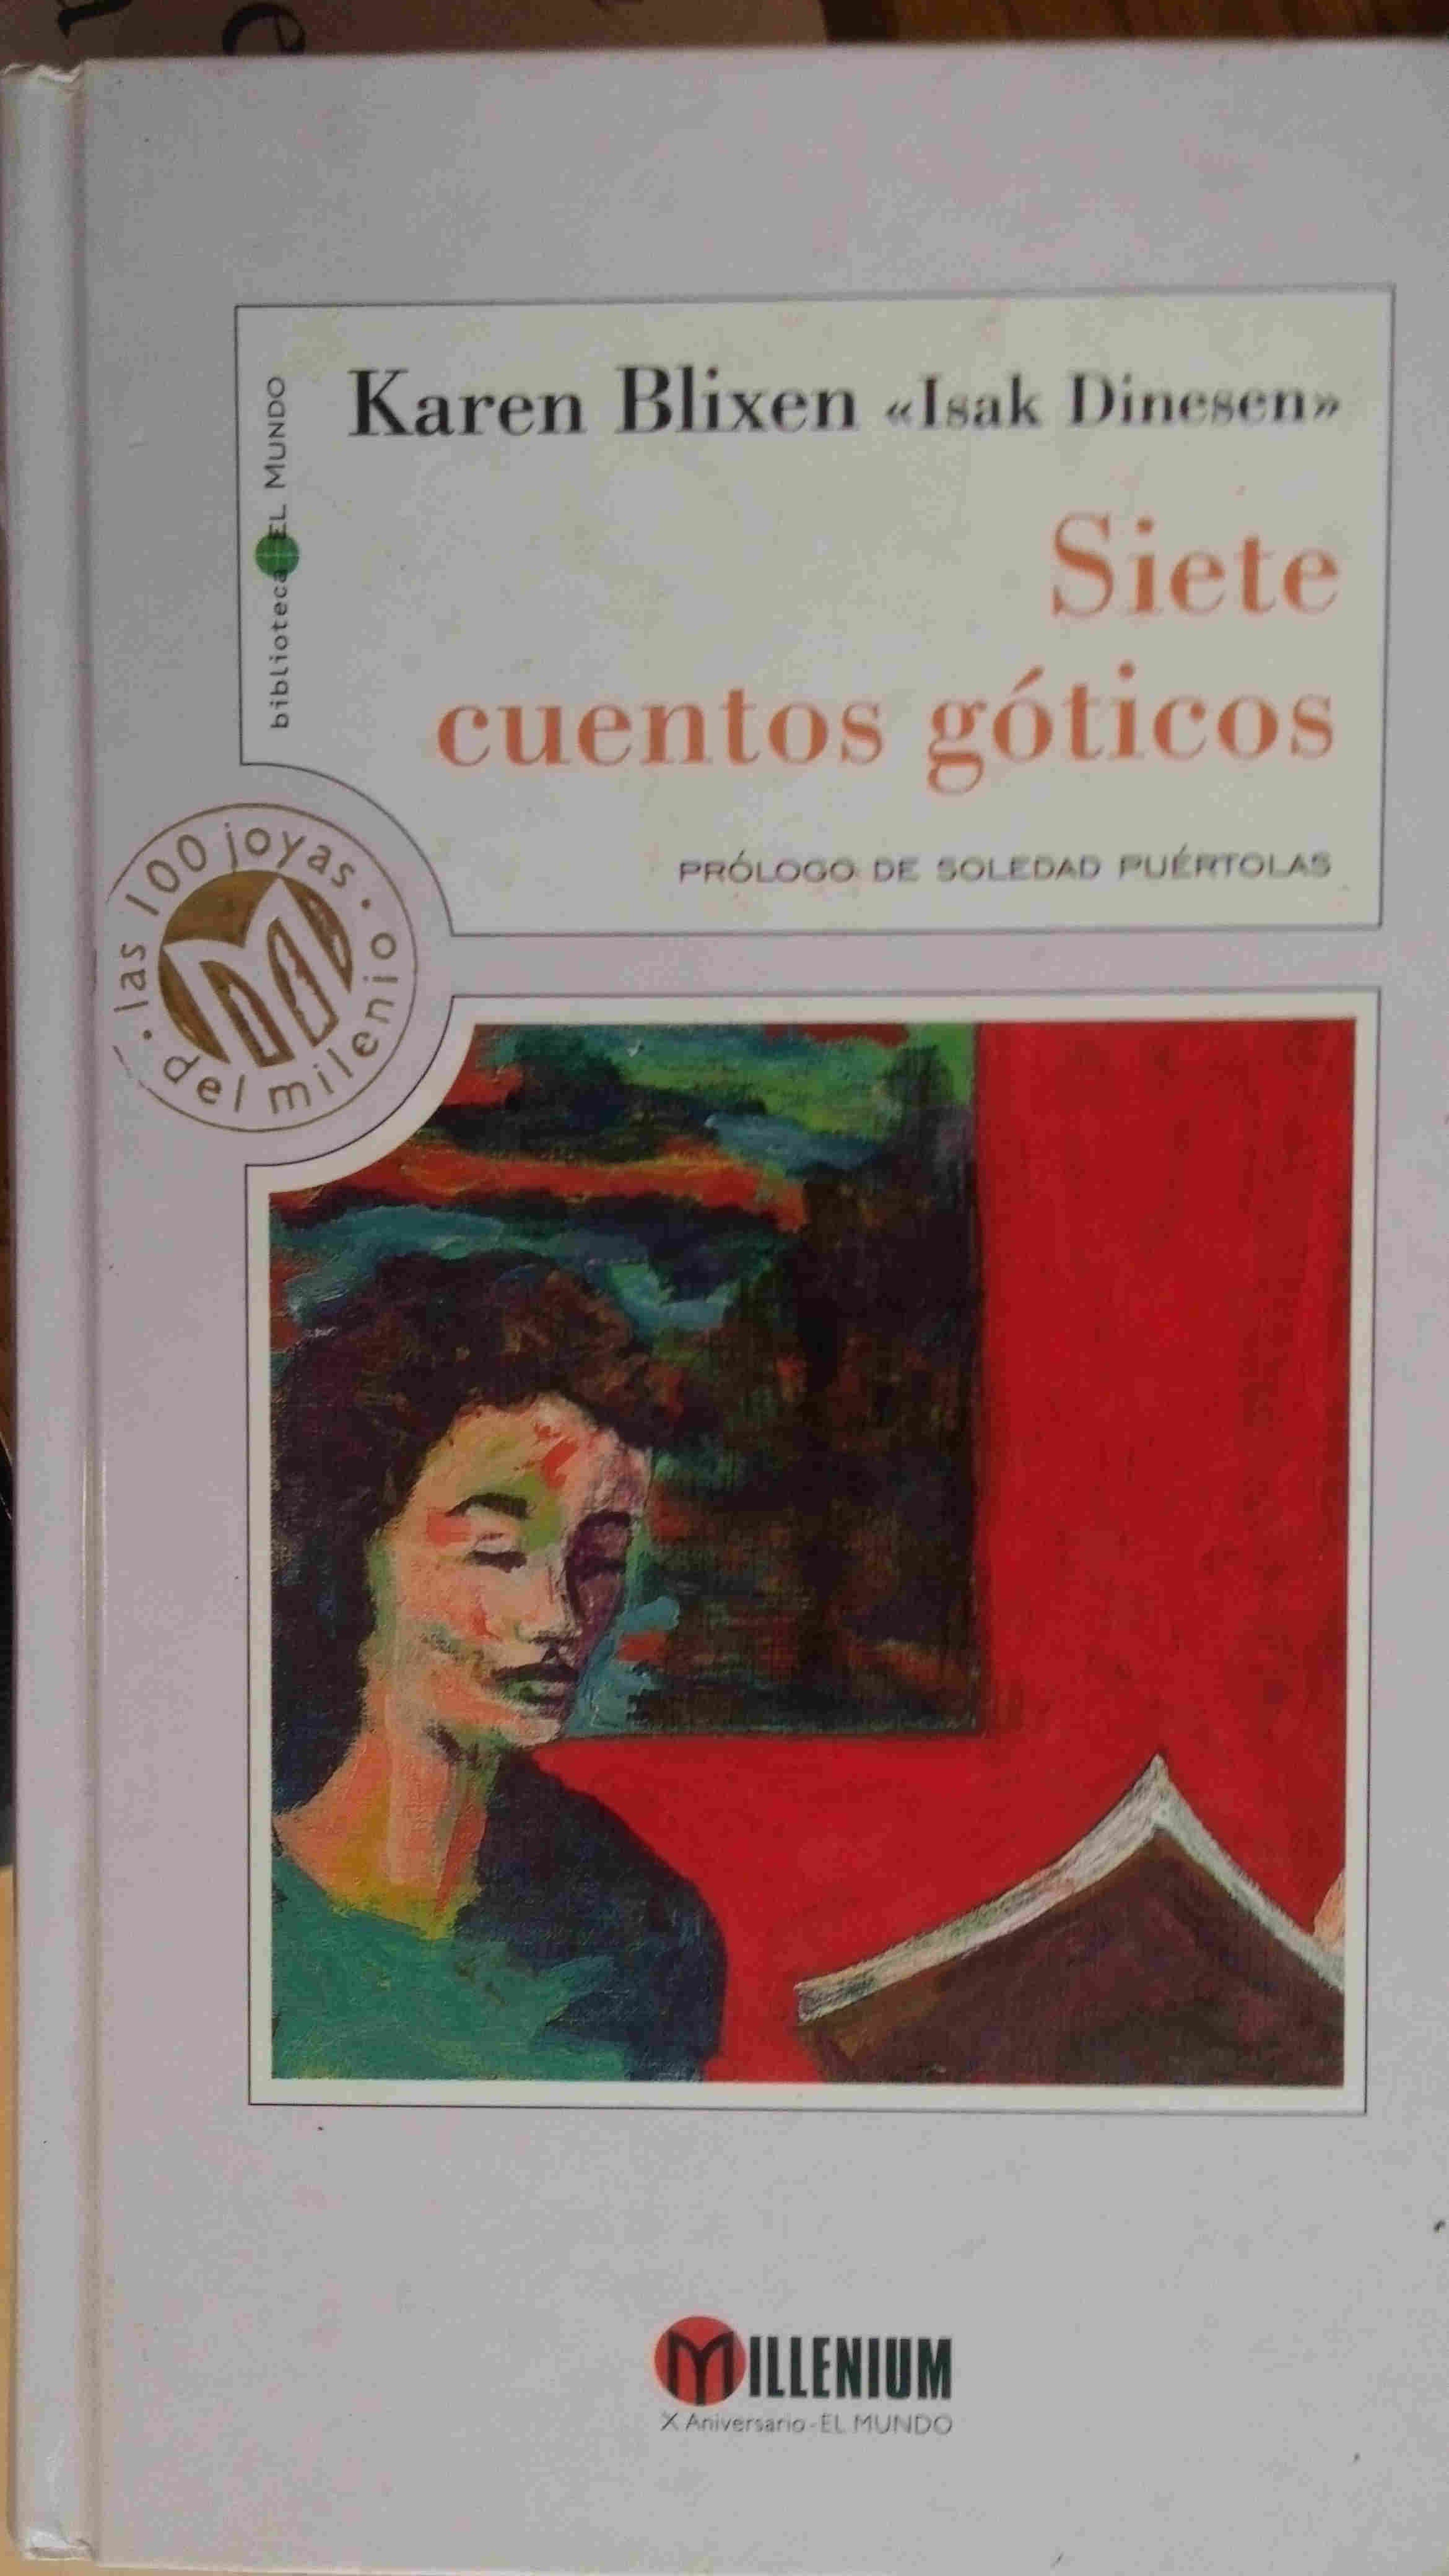 e
Karen Blixen «Isak Dinesen»
Siete
cuentos góticos
PRÓLOGO DE SOLEDAD PUÉRTOLAS
biblioteca EL MUNDO
· las 100 joyas ·
del milenio
MILLENIUM
X Aniversario - EL MUNDO